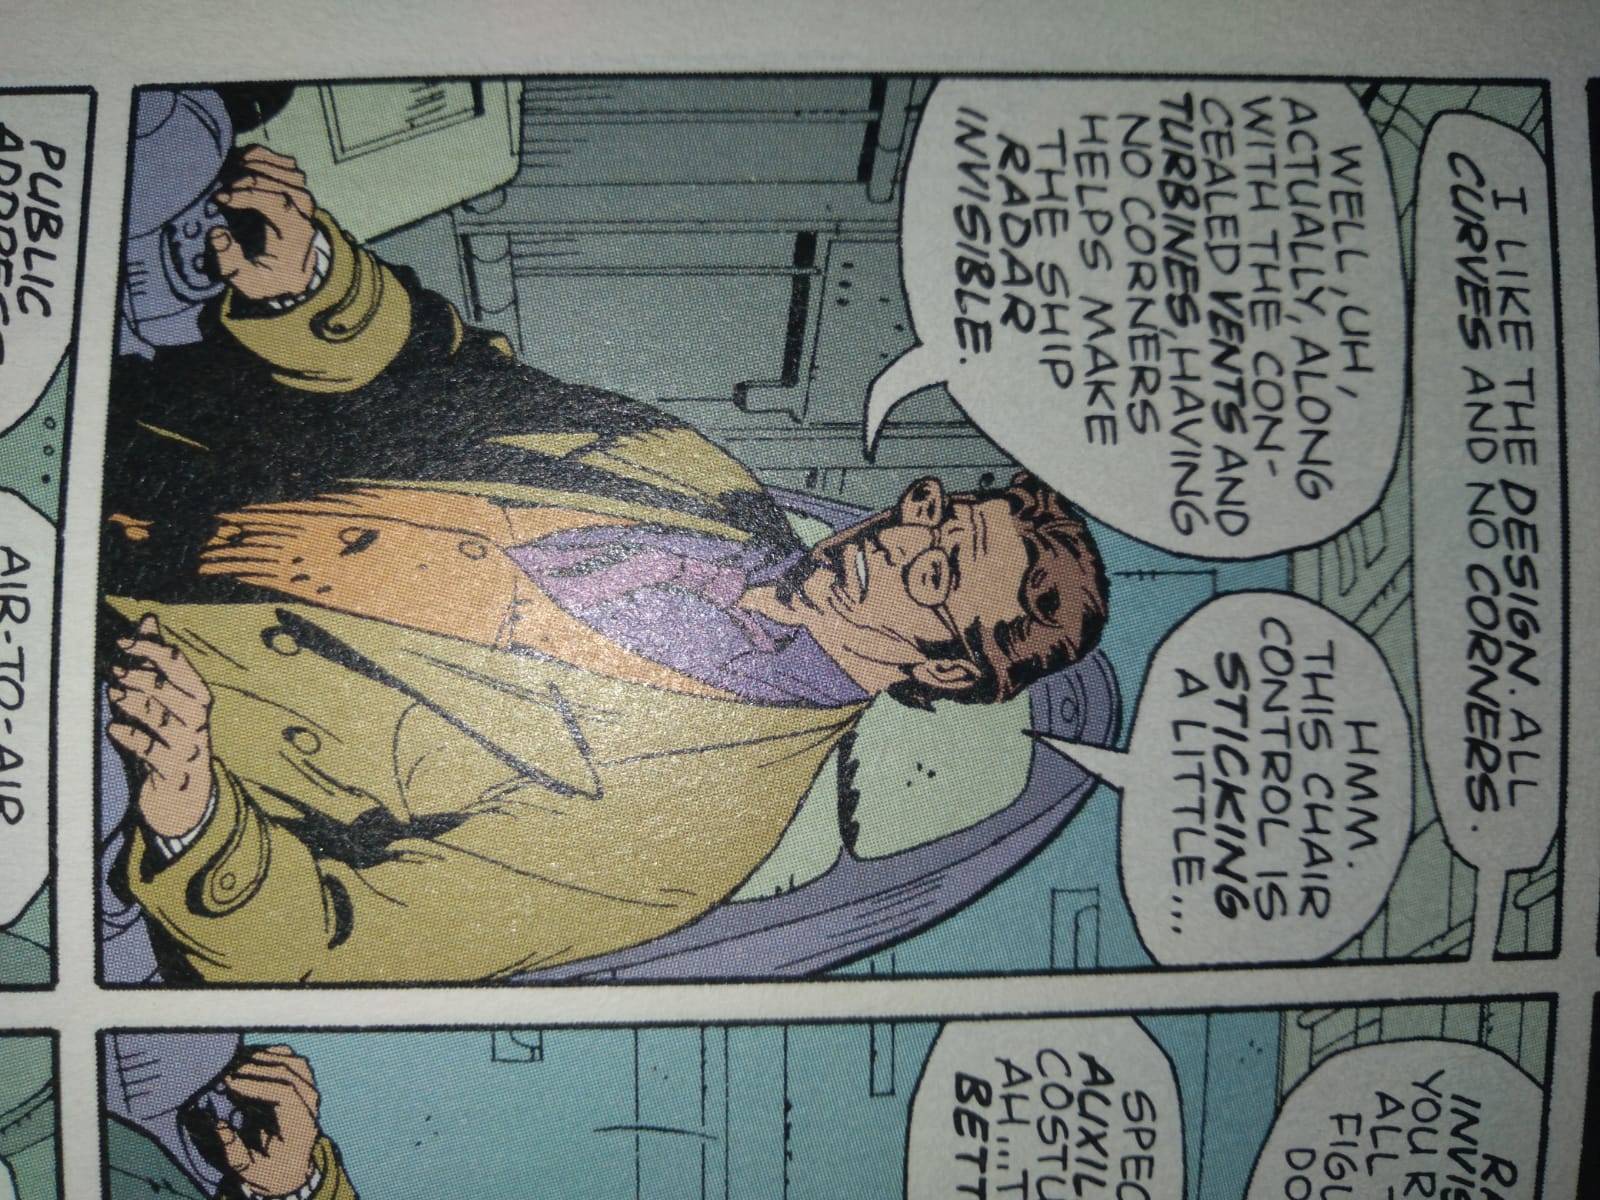 I LIKE THE DESIGN. ALL
CURVES AND NO CORNERS.
WELL, UH,
ACTUALLY, ALONG
WITH THE CON-
CEALED VENTS AND
TURBINES, HAVING
NO CORNERS
HELPS MAKE
THE SHIP
RADAR
INVISIBLE.
HMM.
THIS CHAIR
CONTROL IS
STICKING
A LITTLE...
YOU
ALL
AH...
PUBLIC
AIR-TO-AIR